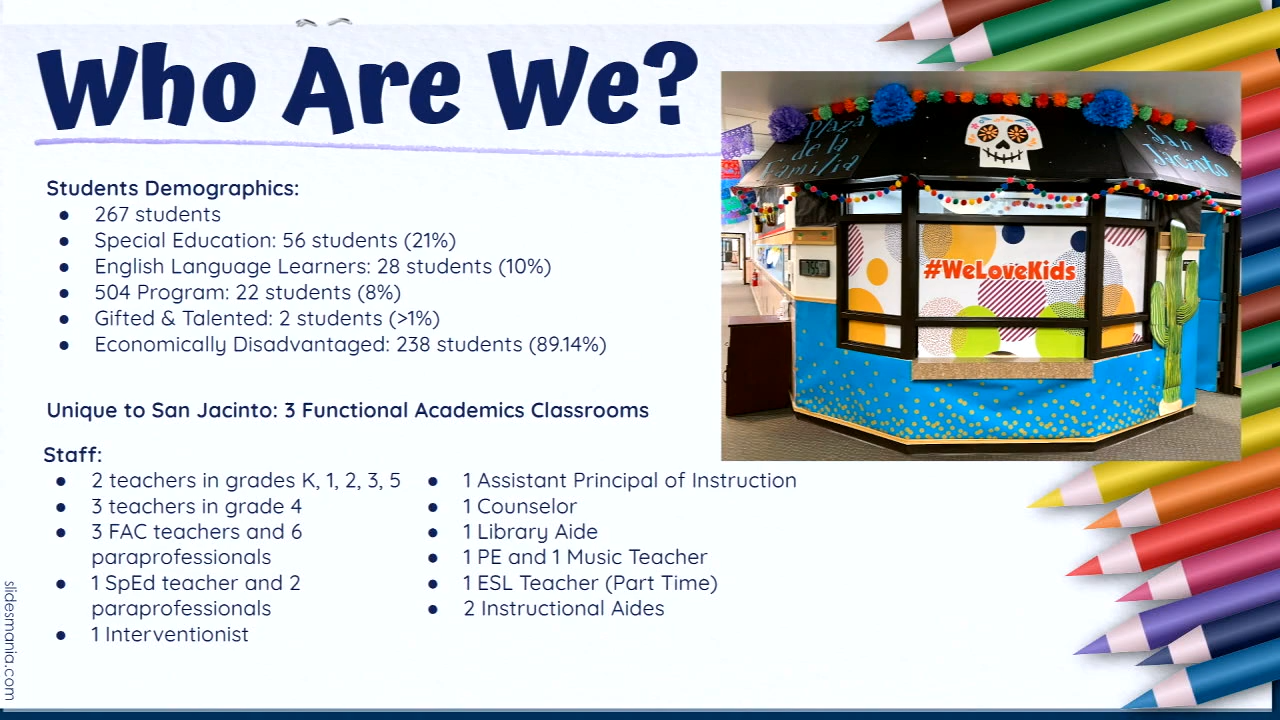 Who Are We?
Students Demographics:
● 267 students
● Special Education: 56 students (21%)
● English Language Learners: 28 students (10%)
● 504 Program: 22 students (8%)
● Gifted & Talented: 2 students (>1%)
● Economically Disadvantaged: 238 students (89.14%)
Unique to San Jacinto: 3 Functional Academics Classrooms
Staff:
● 2 teachers in grades K, 1, 2, 3, 5
● 3 teachers in grade 4
● 3 FAC teachers and 6
paraprofessionals
● 1 SpEd teacher and 2
paraprofessionals
● 1 Interventionist
● 1 Assistant Principal of Instruction
● 1 Counselor
● 1 Library Aide
● 1 PE and 1 Music Teacher
● 1 ESL Teacher (Part Time)
● 2 Instructional Aides
Plaza
de la
Familia
San
Jacinto
#WeLoveKids
slidesmania.com